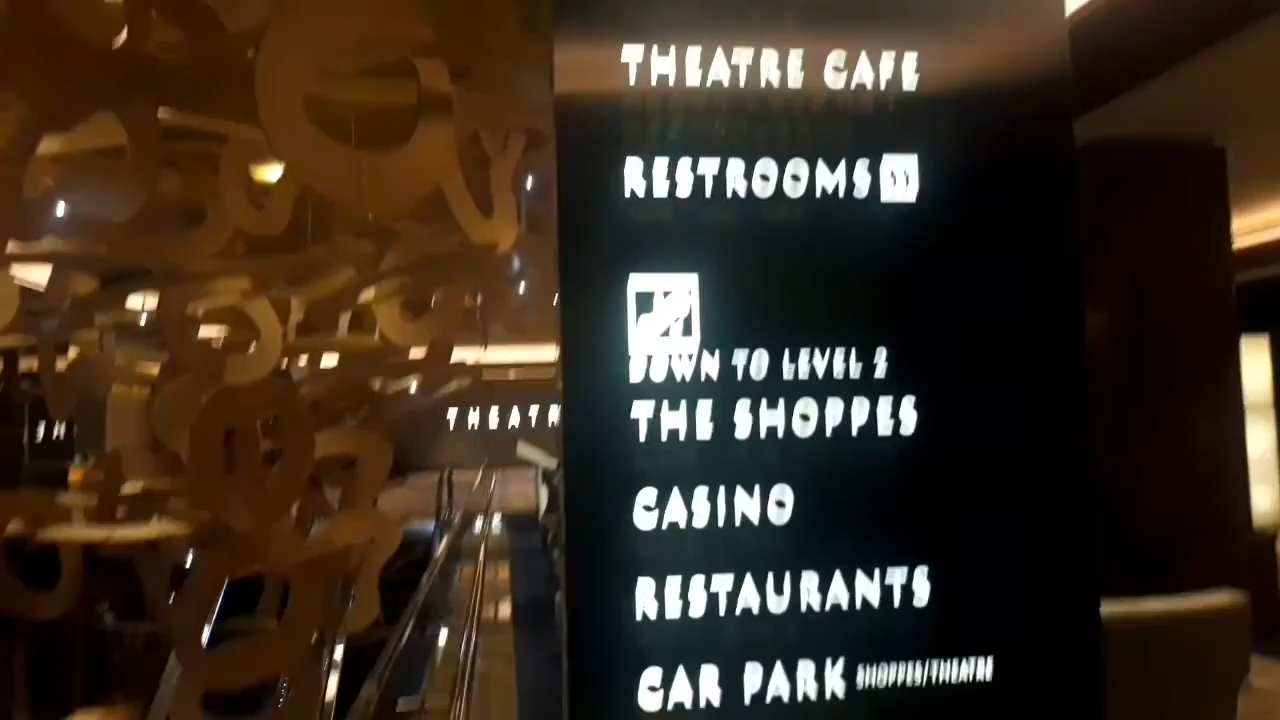 THEATRE CAFE
RESTROOMS
DOWN TO LEVEL 2
THE SHOPPES
THEATR
CASINO
RESTAURANTS
CAR PARK SHOPPES/THEATRE